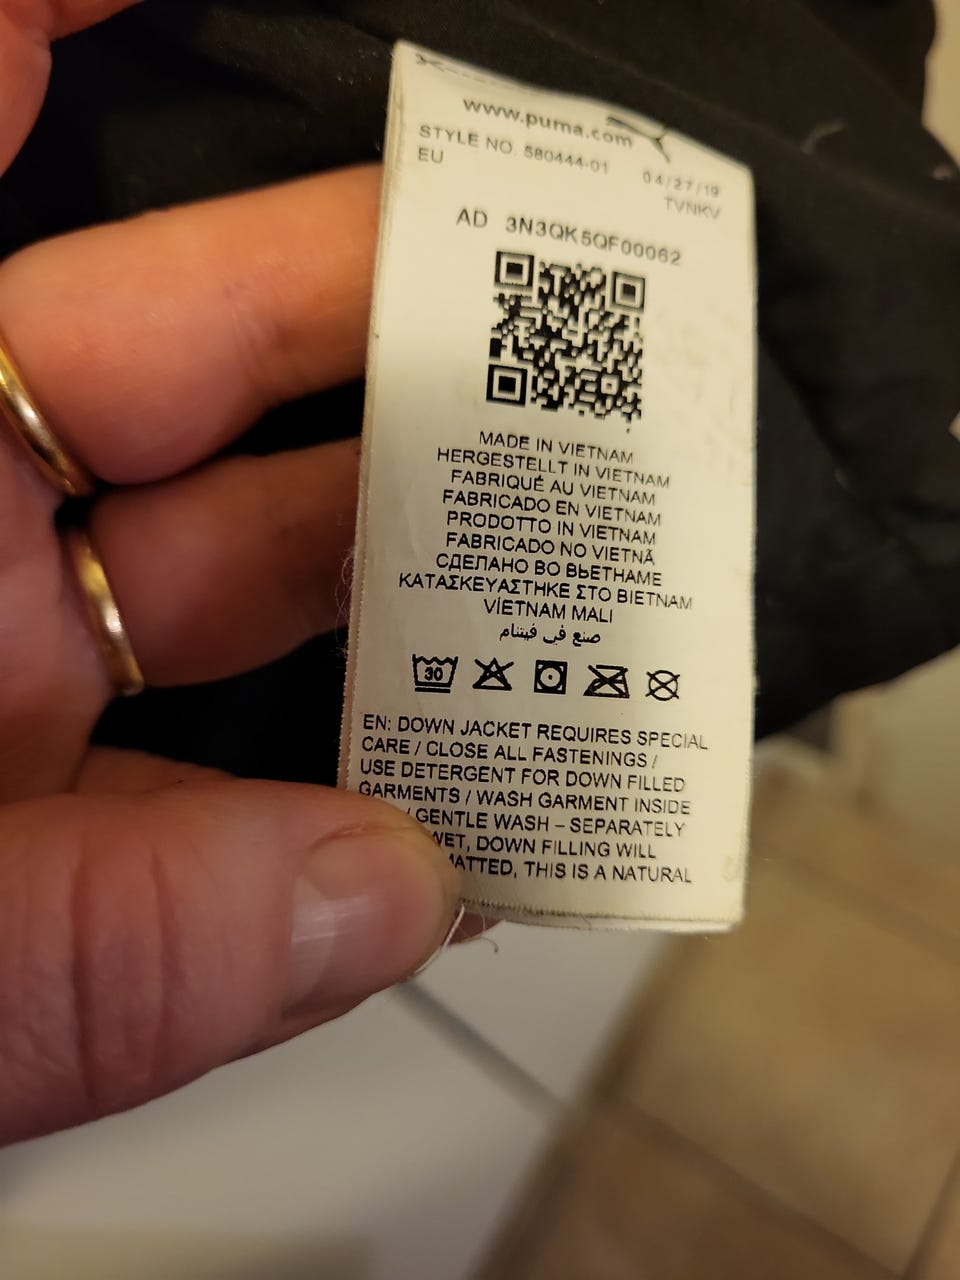 www.puma.com
STYLE NO. 580444-01 04/27/19
EU TVNKV
AD 3N3QK5QF00062
MADE IN VIETNAM
HERGESTELLT IN VIETNAM
FABRIQUÉ AU VIETNAM
FABRICADO EN VIETNAM
PRODOTTO IN VIETNAM
FABRICADO NO VIETNÃ
СДЕЛАНО ВО ВЬЕТНАМЕ
ΚΑΤΑΣΚΕΥΑΣΤΗΚΕ ΣΤΟ ΒΙΕΤΝΑΜ
VİETNAM MALI
صنع في فيتنام
30
EN: DOWN JACKET REQUIRES SPECIAL
CARE / CLOSE ALL FASTENINGS /
USE DETERGENT FOR DOWN FILLED
GARMENTS / WASH GARMENT INSIDE
/ GENTLE WASH – SEPARATELY
WET, DOWN FILLING WILL
MATTED, THIS IS A NATURAL